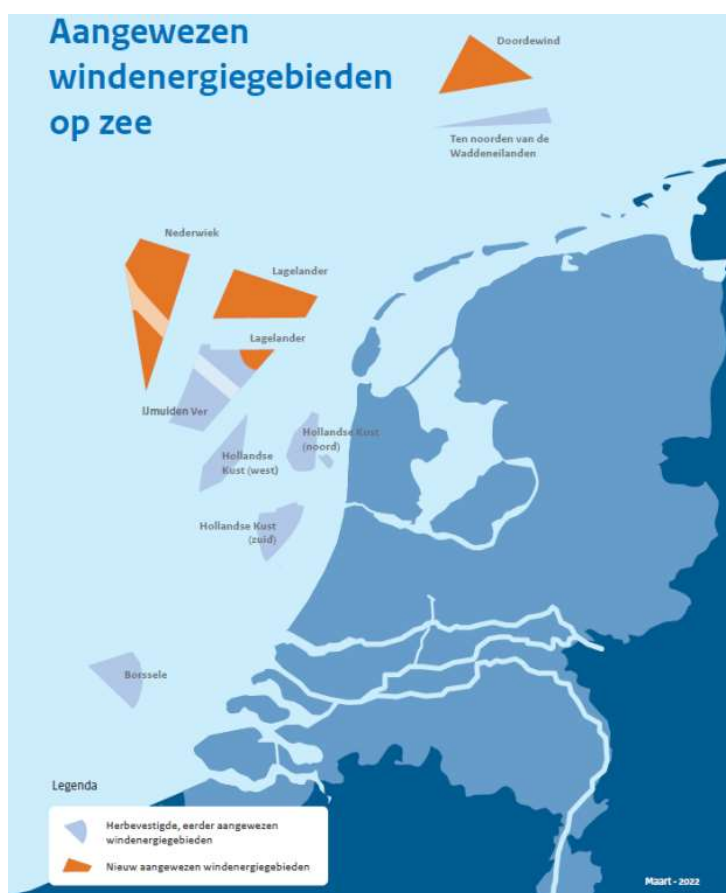 Aangewezen
windenergiegebieden
op zee
Doordewind
Ten noorden van de
Waddeneilanden
Nederwiek
Lagelander
Lagelander
IJmuiden Ver
Hollandse Kust
(noord)
Hollandse
Kust (west)
Hollandse Kust
(zuid)
Borssele
Legenda
Herbevestigde, eerder aangewezen
windenergiegebieden
Nieuw aangewezen windenergiegebieden
Maart - 2022